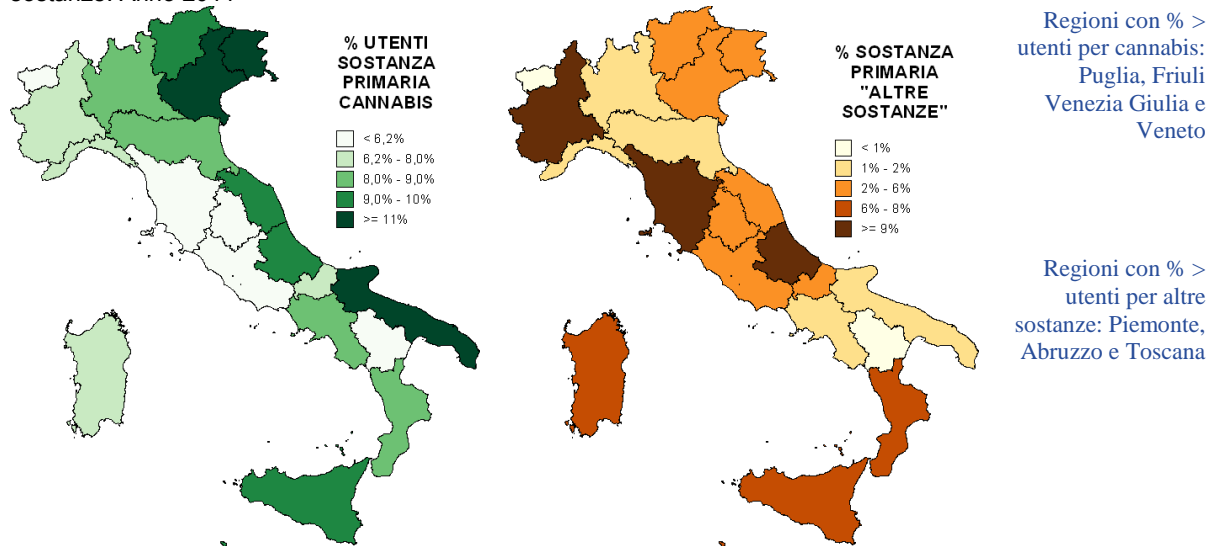 % UTENTI
SOSTANZA
PRIMARIA
CANNABIS
< 6,2%
6,2% - 8,0%
8,0% - 9,0%
9,0% - 10%
>= 11%
% SOSTANZA
PRIMARIA
"ALTRE
SOSTANZE"
< 1%
1% - 2%
2% - 6%
6% - 8%
>= 9%
Regioni con % >
utenti per cannabis:
Puglia, Friuli
Venezia Giulia e
Veneto
Regioni con % >
utenti per altre
sostanze: Piemonte,
Abruzzo e Toscana